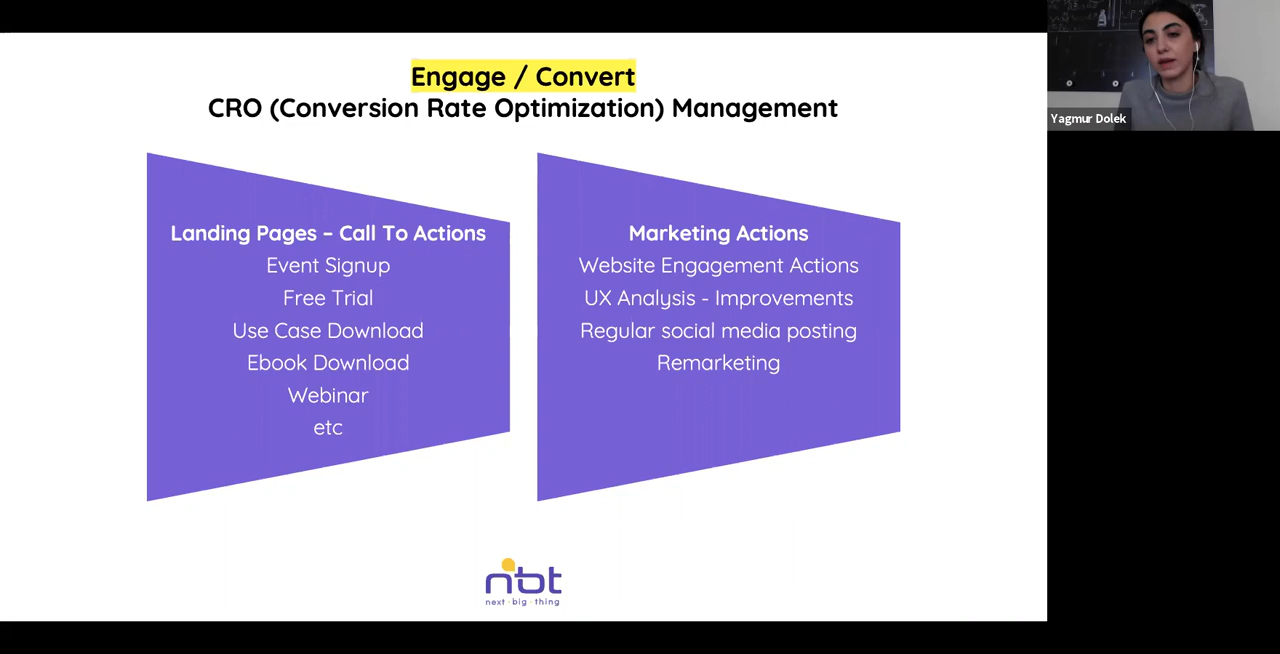 Engage / Convert
CRO (Conversion Rate Optimization) Management
Landing Pages – Call To Actions
Event Signup
Free Trial
Use Case Download
Ebook Download
Webinar
etc
Marketing Actions
Website Engagement Actions
UX Analysis - Improvements
Regular social media posting
Remarketing
nbt
next · big · thing
Yagmur Dolek